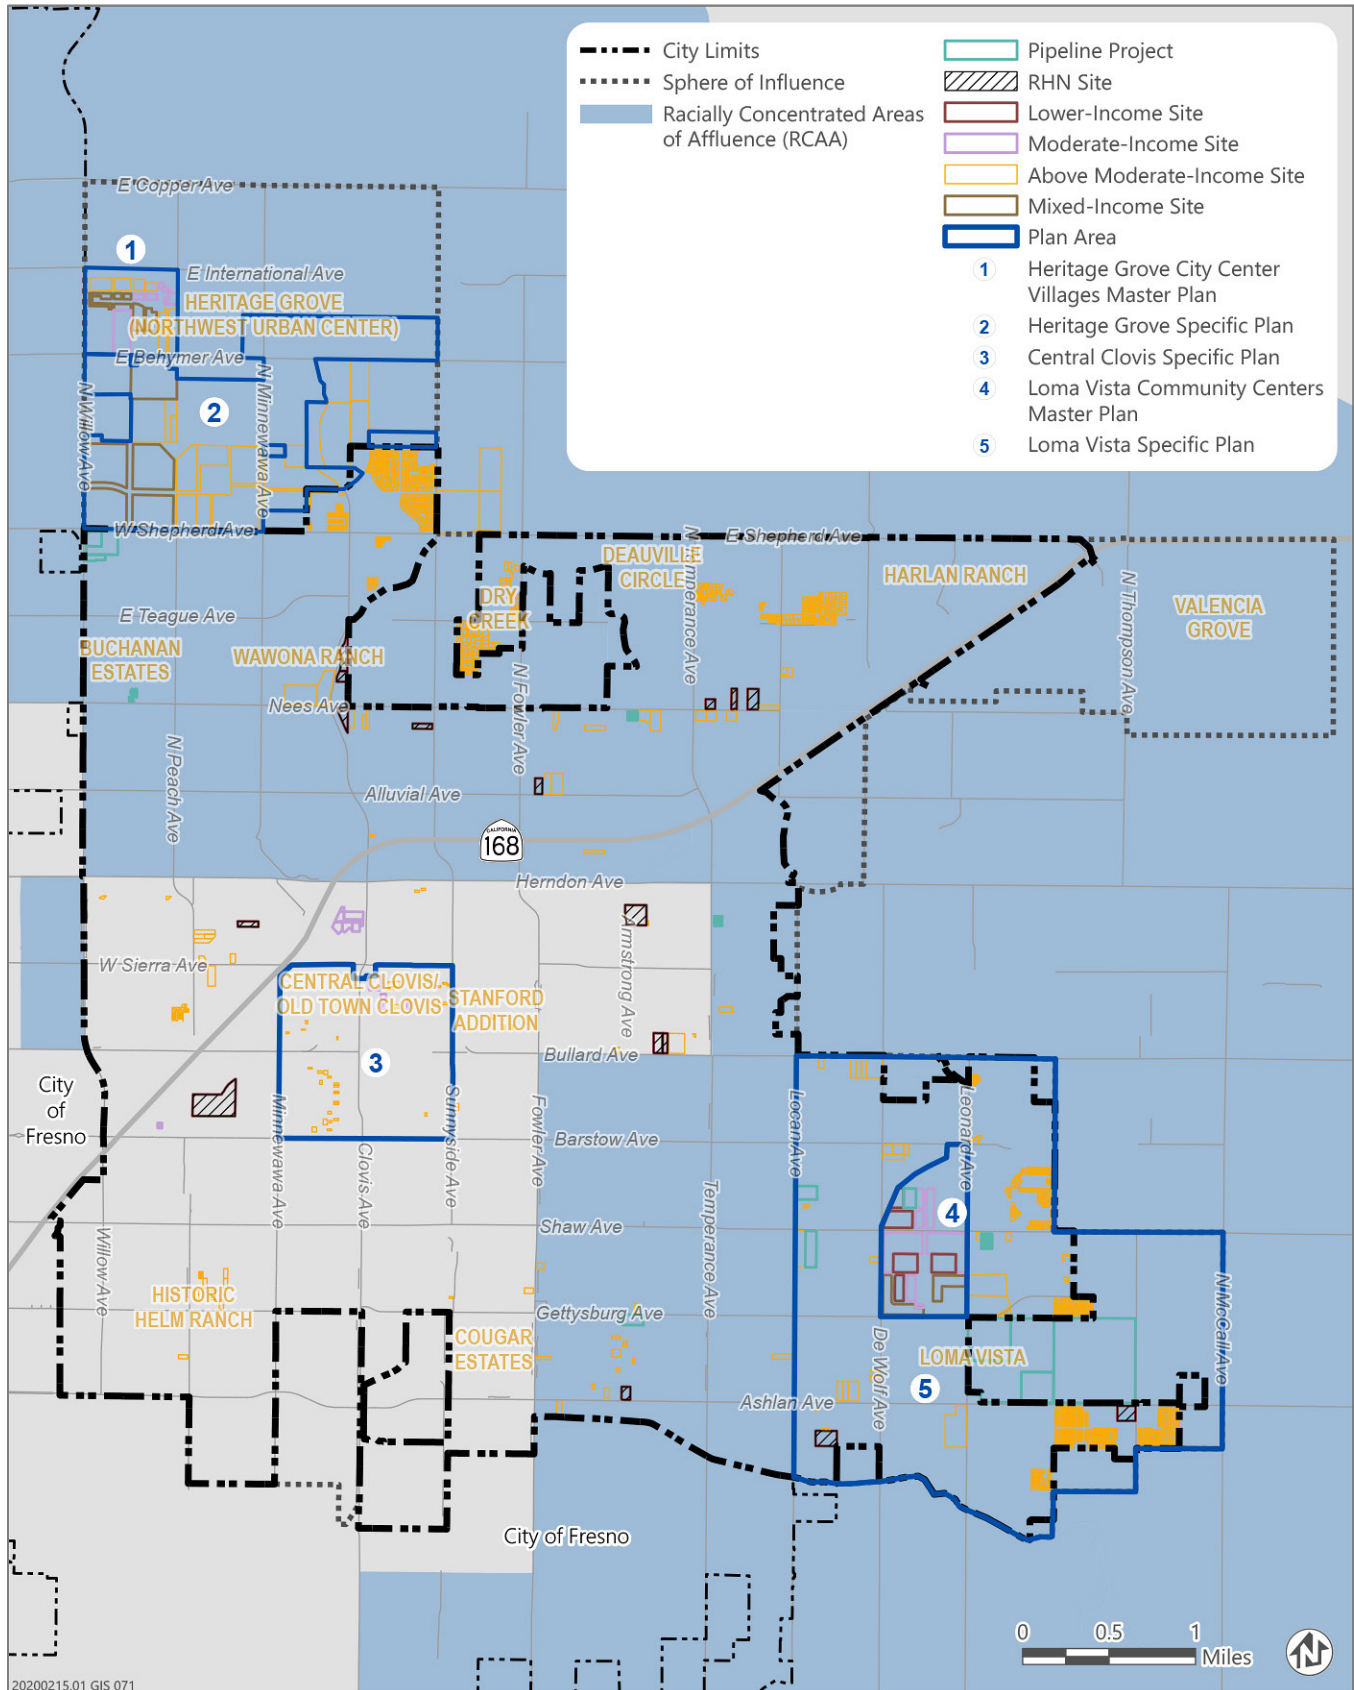 City Limits
Sphere of Influence
Racially Concentrated Areas
of Affluence (RCAA)
Pipeline Project
RHN Site
Lower-Income Site
Moderate-Income Site
Above Moderate-Income Site
Mixed-Income Site
Plan Area
1 Heritage Grove City Center
Villages Master Plan
2 Heritage Grove Specific Plan
3 Central Clovis Specific Plan
4 Loma Vista Community Centers
Master Plan
5 Loma Vista Specific Plan
E Copper Ave
1
E International Ave
HERITAGE GROVE
(NORTHWEST URBAN CENTER)
E Behymer Ave
N Willow Ave
2
N Minnewawa Ave
W Shepherd Ave
E Shepherd Ave
DEAUVILLE
CIRCLE
N Temperance Ave
HARLAN RANCH
N Thompson Ave
VALENCIA
GROVE
DRY
CREEK
E Teague Ave
BUCHANAN
ESTATES
WAWONA RANCH
Nees Ave
N Fowler Ave
N Peach Ave
Alluvial Ave
CALIFORNIA
168
Herndon Ave
Armstrong Ave
W Sierra Ave
CENTRAL CLOVIS/
OLD TOWN CLOVIS
STANFORD
ADDITION
3
Bullard Ave
City
of
Fresno
Minnewawa Ave
Clovis Ave
Sunnyside Ave
Fowler Ave
Barstow Ave
Locan Ave
Leonard Ave
4
Temperance Ave
Shaw Ave
Willow Ave
HISTORIC
HELM RANCH
Gettysburg Ave
COUGAR
ESTATES
De Wolf Ave
LOMA VISTA
N McCall Ave
5
Ashlan Ave
City of Fresno
0 0.5 1
Miles
N
20200215.01 GIS 071